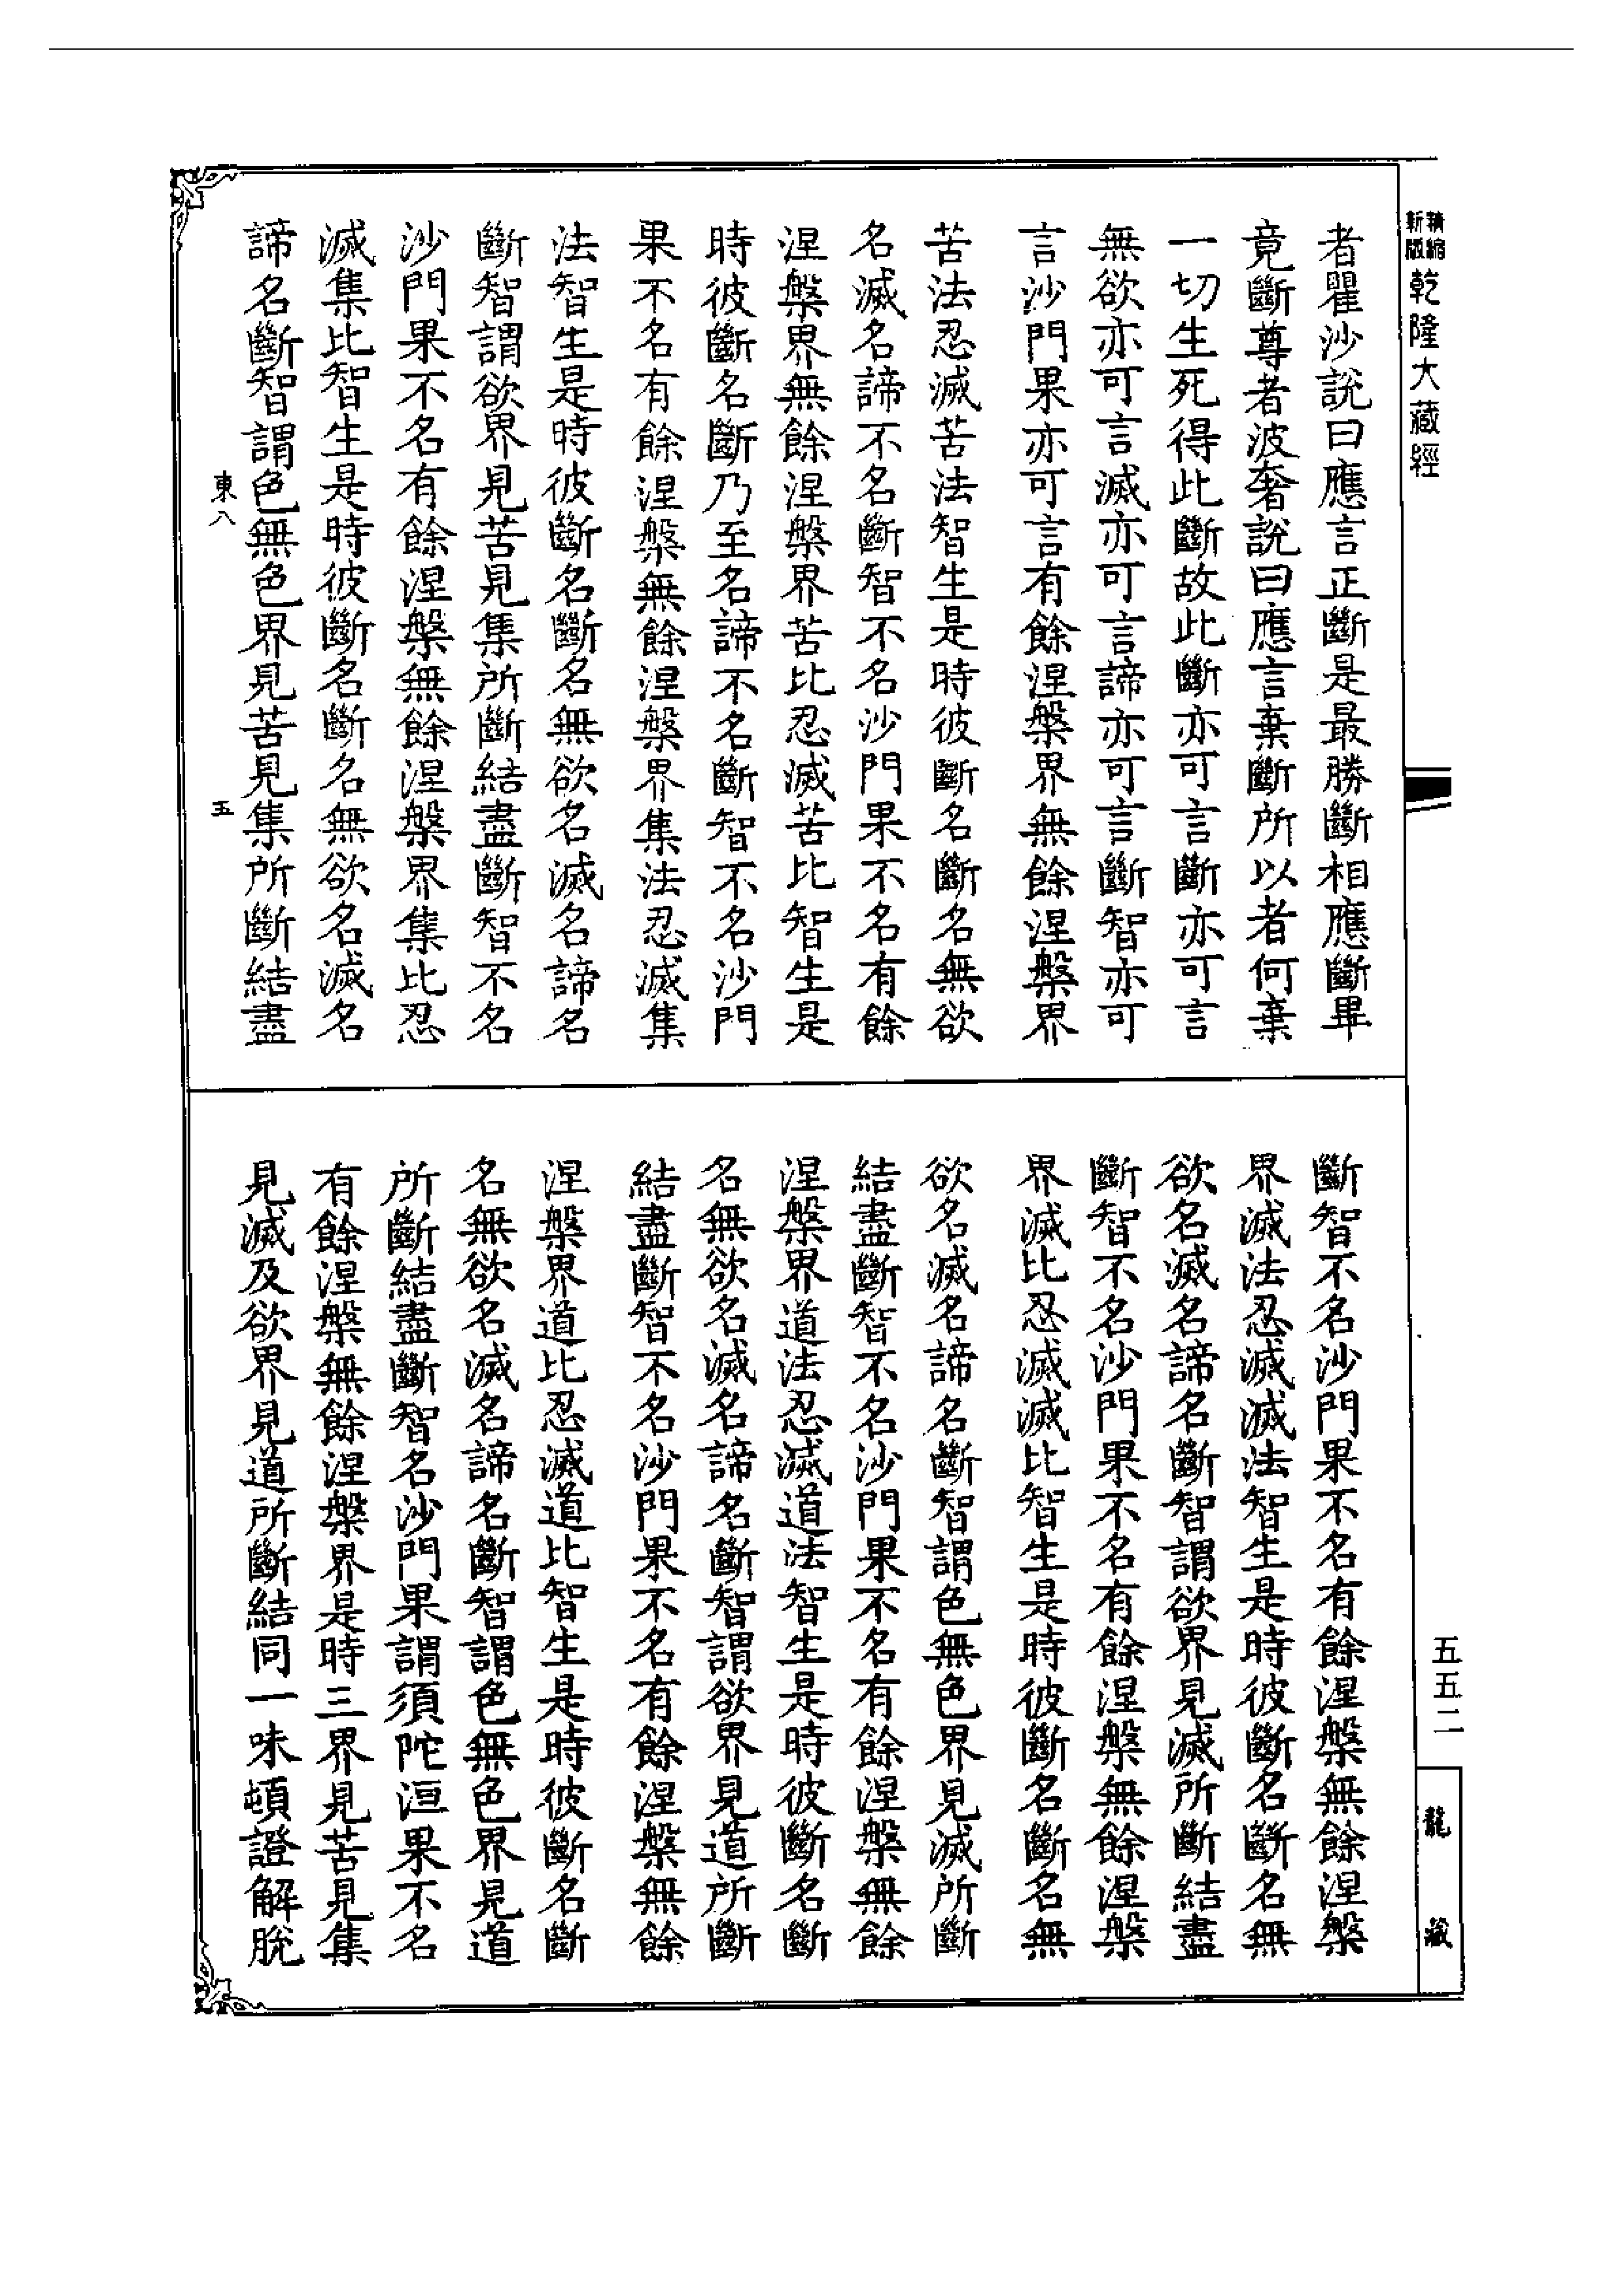 精縮
新版
乾隆大藏經
者瞿沙說曰應言正斷是最勝斷相應斷畢
竟斷尊者波奢說曰應言棄斷所以者何棄
一切生死得此斷故此斷亦可言斷亦可言
無欲亦可言滅亦可言諦亦可言斷智亦可
言沙門果亦可言有餘涅槃界無餘涅槃界
苦法忍滅苦法智生是時彼斷名斷名無欲
名滅名諦不名斷智不名沙門果不名有餘
涅槃界無餘涅槃界苦比忍滅苦比智生是
時彼斷名斷乃至名諦不名斷智不名沙門
果不名有餘涅槃無餘涅槃界集法忍滅集
法智生是時彼斷名斷名無欲名滅名諦名
斷智謂欲界見苦見集所斷結盡斷智不名
沙門果不名有餘涅槃無餘涅槃界集比忍
滅集比智生是時彼斷名斷名無欲名滅名
諦名斷智謂色無色界見苦見集所斷結盡
東八
五
斷智不名沙門果不名有餘涅槃無餘涅槃
界滅法忍滅滅法智生是時彼斷名斷名無
欲名滅名諦名斷智謂欲界見滅所斷結盡
斷智不名沙門果不名有餘涅槃無餘涅槃
界滅比忍滅滅比智生是時彼斷名斷名無
欲名滅名諦名斷智謂色無色界見滅所斷
結盡斷智不名沙門果不名有餘涅槃無餘
涅槃界道法忍滅道法智生是時彼斷名斷
名無欲名滅名諦名斷智謂欲界見道所斷
結盡斷智不名沙門果不名有餘涅槃無餘
涅槃界道比忍滅道比智生是時彼斷名斷
名無欲名滅名諦名斷智謂色無色界見道
所斷結盡斷智名沙門果謂須陀洹果不名
有餘涅槃無餘涅槃界是時三界見苦見集
見滅及欲界見道所斷結同一味頓證解脫
五五二
龍藏